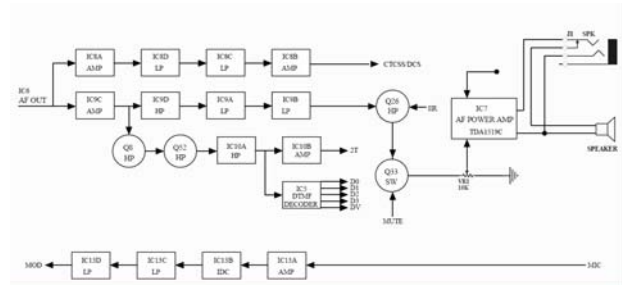 IC8A
AMP
IC8D
LP
IC8C
LP
IC8B
AMP
CTCSS/DCS
IC6
AF OUT
IC9C
AMP
IC9D
HP
IC9A
LP
IC9B
LP
Q26
HP
J1 SPK
IC7
AF POWER AMP
TDA1519C
SPEAKER
Q8
HP
Q52
HP
IC10A
HP
IC10B
AMP
2T
IC5
DTMF
DECODER
D0
D1
D2
D3
DV
Q33
SW
VR1
10K
MUTE
MOD
IC13D
LP
IC13C
LP
IC13B
IDC
IC13A
AMP
MIC